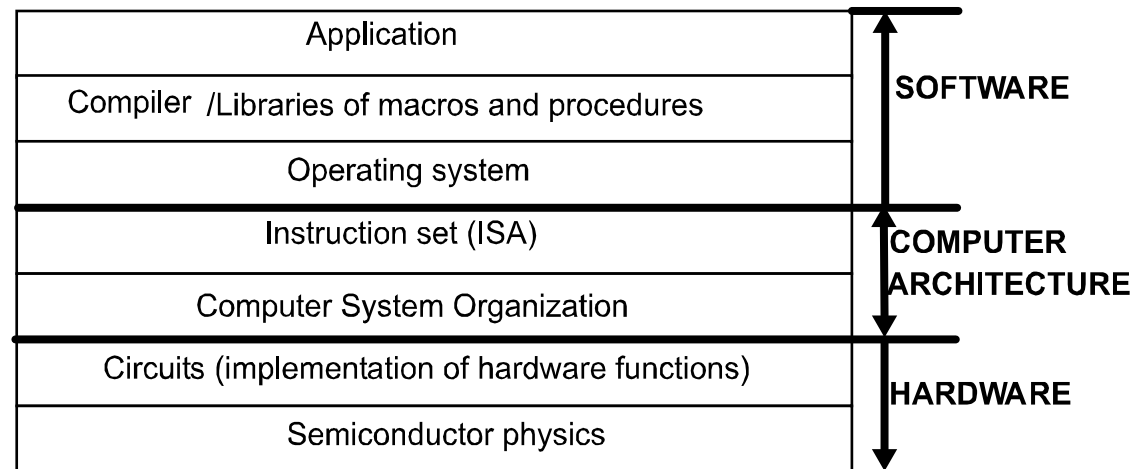 Application
Compiler /Libraries of macros and procedures
Operating system
SOFTWARE
Instruction set (ISA)
Computer System Organization
COMPUTER
ARCHITECTURE
Circuits (implementation of hardware functions)
Semiconductor physics
HARDWARE